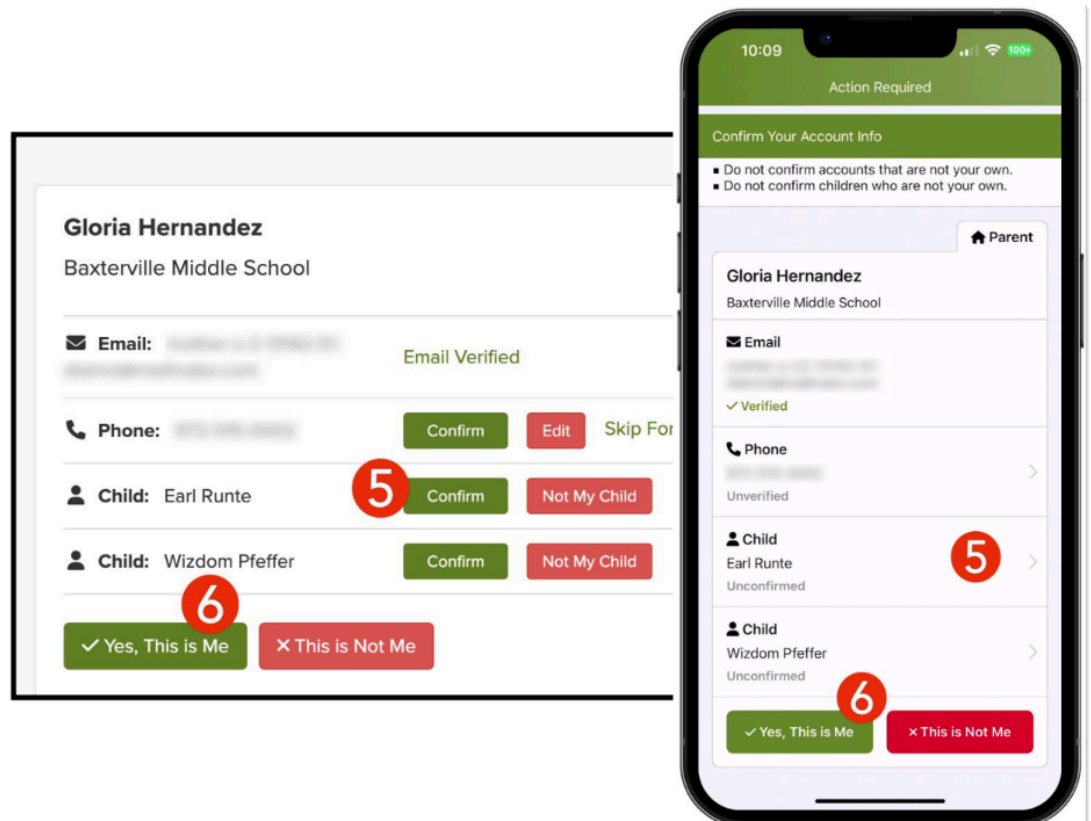 Gloria Hernandez
Baxterville Middle School
Email:
Email Verified
Phone:
Confirm
Edit
Skip For
5
Child: Earl Runte
Confirm
Not My Child
Child: Wizdom Pfeffer
Confirm
Not My Child
6
✓ Yes, This is Me
× This is Not Me
10:09
100+
Action Required
Confirm Your Account Info
▪ Do not confirm accounts that are not your own.
▪ Do not confirm children who are not your own.
Parent
Gloria Hernandez
Baxterville Middle School
Email
✓ Verified
Phone
Unverified
Child
Earl Runte
Unconfirmed
5
Child
Wizdom Pfeffer
Unconfirmed
6
✓ Yes, This is Me
× This is Not Me